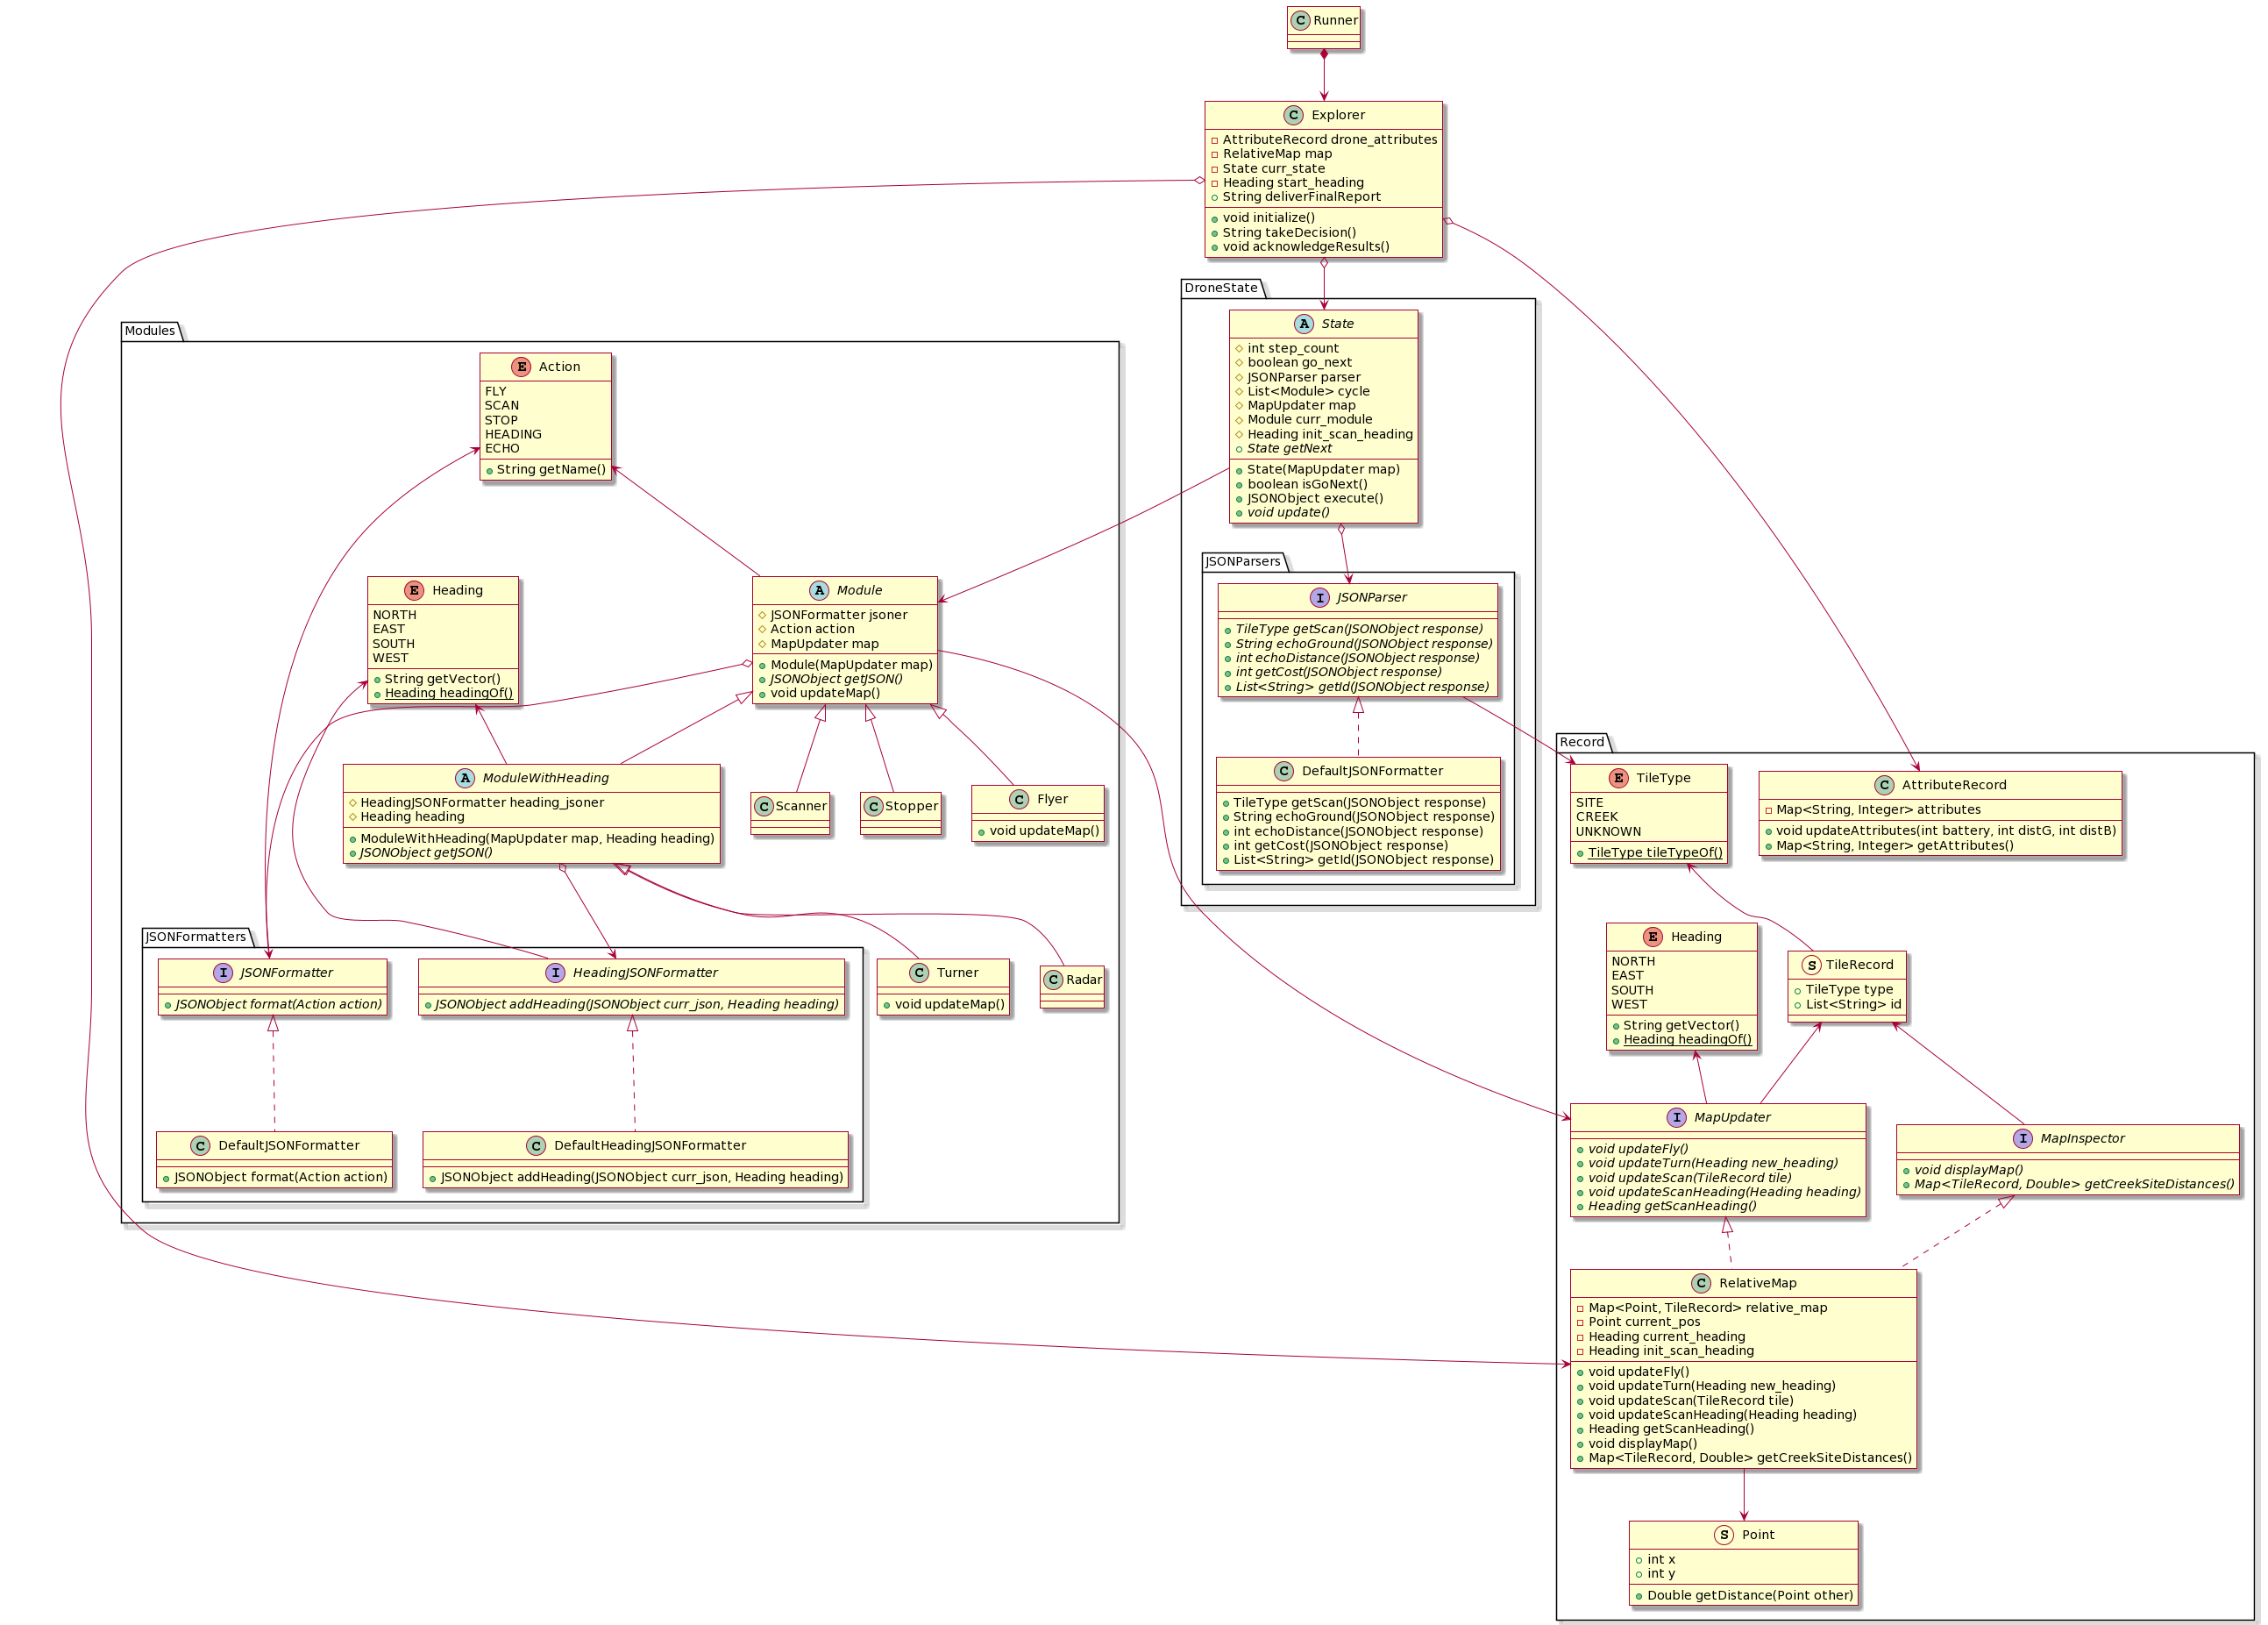 C Runner
C Explorer
AttributeRecord drone_attributes
RelativeMap map
State curr_state
Heading start_heading
String deliverFinalReport
void initialize()
String takeDecision()
void acknowledgeResults()
DroneState
A State
int step_count
boolean go_next
JSONParser parser
List<Module> cycle
MapUpdater map
Module curr_module
Heading init_scan_heading
State getNext
State(MapUpdater map)
boolean isGoNext()
JSONObject execute()
void update()
JSONParsers
I JSONParser
TileType getScan(JSONObject response)
String echoGround(JSONObject response)
int echoDistance(JSONObject response)
int getCost(JSONObject response)
List<String> getId(JSONObject response)
C DefaultJSONFormatter
TileType getScan(JSONObject response)
String echoGround(JSONObject response)
int echoDistance(JSONObject response)
int getCost(JSONObject response)
List<String> getId(JSONObject response)
Modules
E Action
FLY
SCAN
STOP
HEADING
ECHO
String getName()
E Heading
NORTH
EAST
SOUTH
WEST
String getVector()
Heading headingOf()
A Module
JSONFormatter jsoner
Action action
MapUpdater map
Module(MapUpdater map)
JSONObject getJSON()
void updateMap()
A ModuleWithHeading
HeadingJSONFormatter heading_jsoner
Heading heading
ModuleWithHeading(MapUpdater map, Heading heading)
JSONObject getJSON()
C Scanner
C Stopper
C Flyer
void updateMap()
JSONFormatters
I JSONFormatter
JSONObject format(Action action)
I HeadingJSONFormatter
JSONObject addHeading(JSONObject curr_json, Heading heading)
C Turner
void updateMap()
C Radar
C DefaultJSONFormatter
JSONObject format(Action action)
C DefaultHeadingJSONFormatter
JSONObject addHeading(JSONObject curr_json, Heading heading)
Record
E TileType
SITE
CREEK
UNKNOWN
TileType tileTypeOf()
C AttributeRecord
Map<String, Integer> attributes
void updateAttributes(int battery, int distG, int distB)
Map<String, Integer> getAttributes()
E Heading
NORTH
EAST
SOUTH
WEST
String getVector()
Heading headingOf()
S TileRecord
TileType type
List<String> id
I MapUpdater
void updateFly()
void updateTurn(Heading new_heading)
void updateScan(TileRecord tile)
void updateScanHeading(Heading heading)
Heading getScanHeading()
I MapInspector
void displayMap()
Map<TileRecord, Double> getCreekSiteDistances()
C RelativeMap
Map<Point, TileRecord> relative_map
Point current_pos
Heading current_heading
Heading init_scan_heading
void updateFly()
void updateTurn(Heading new_heading)
void updateScan(TileRecord tile)
void updateScanHeading(Heading heading)
Heading getScanHeading()
void displayMap()
Map<TileRecord, Double> getCreekSiteDistances()
S Point
int x
int y
Double getDistance(Point other)